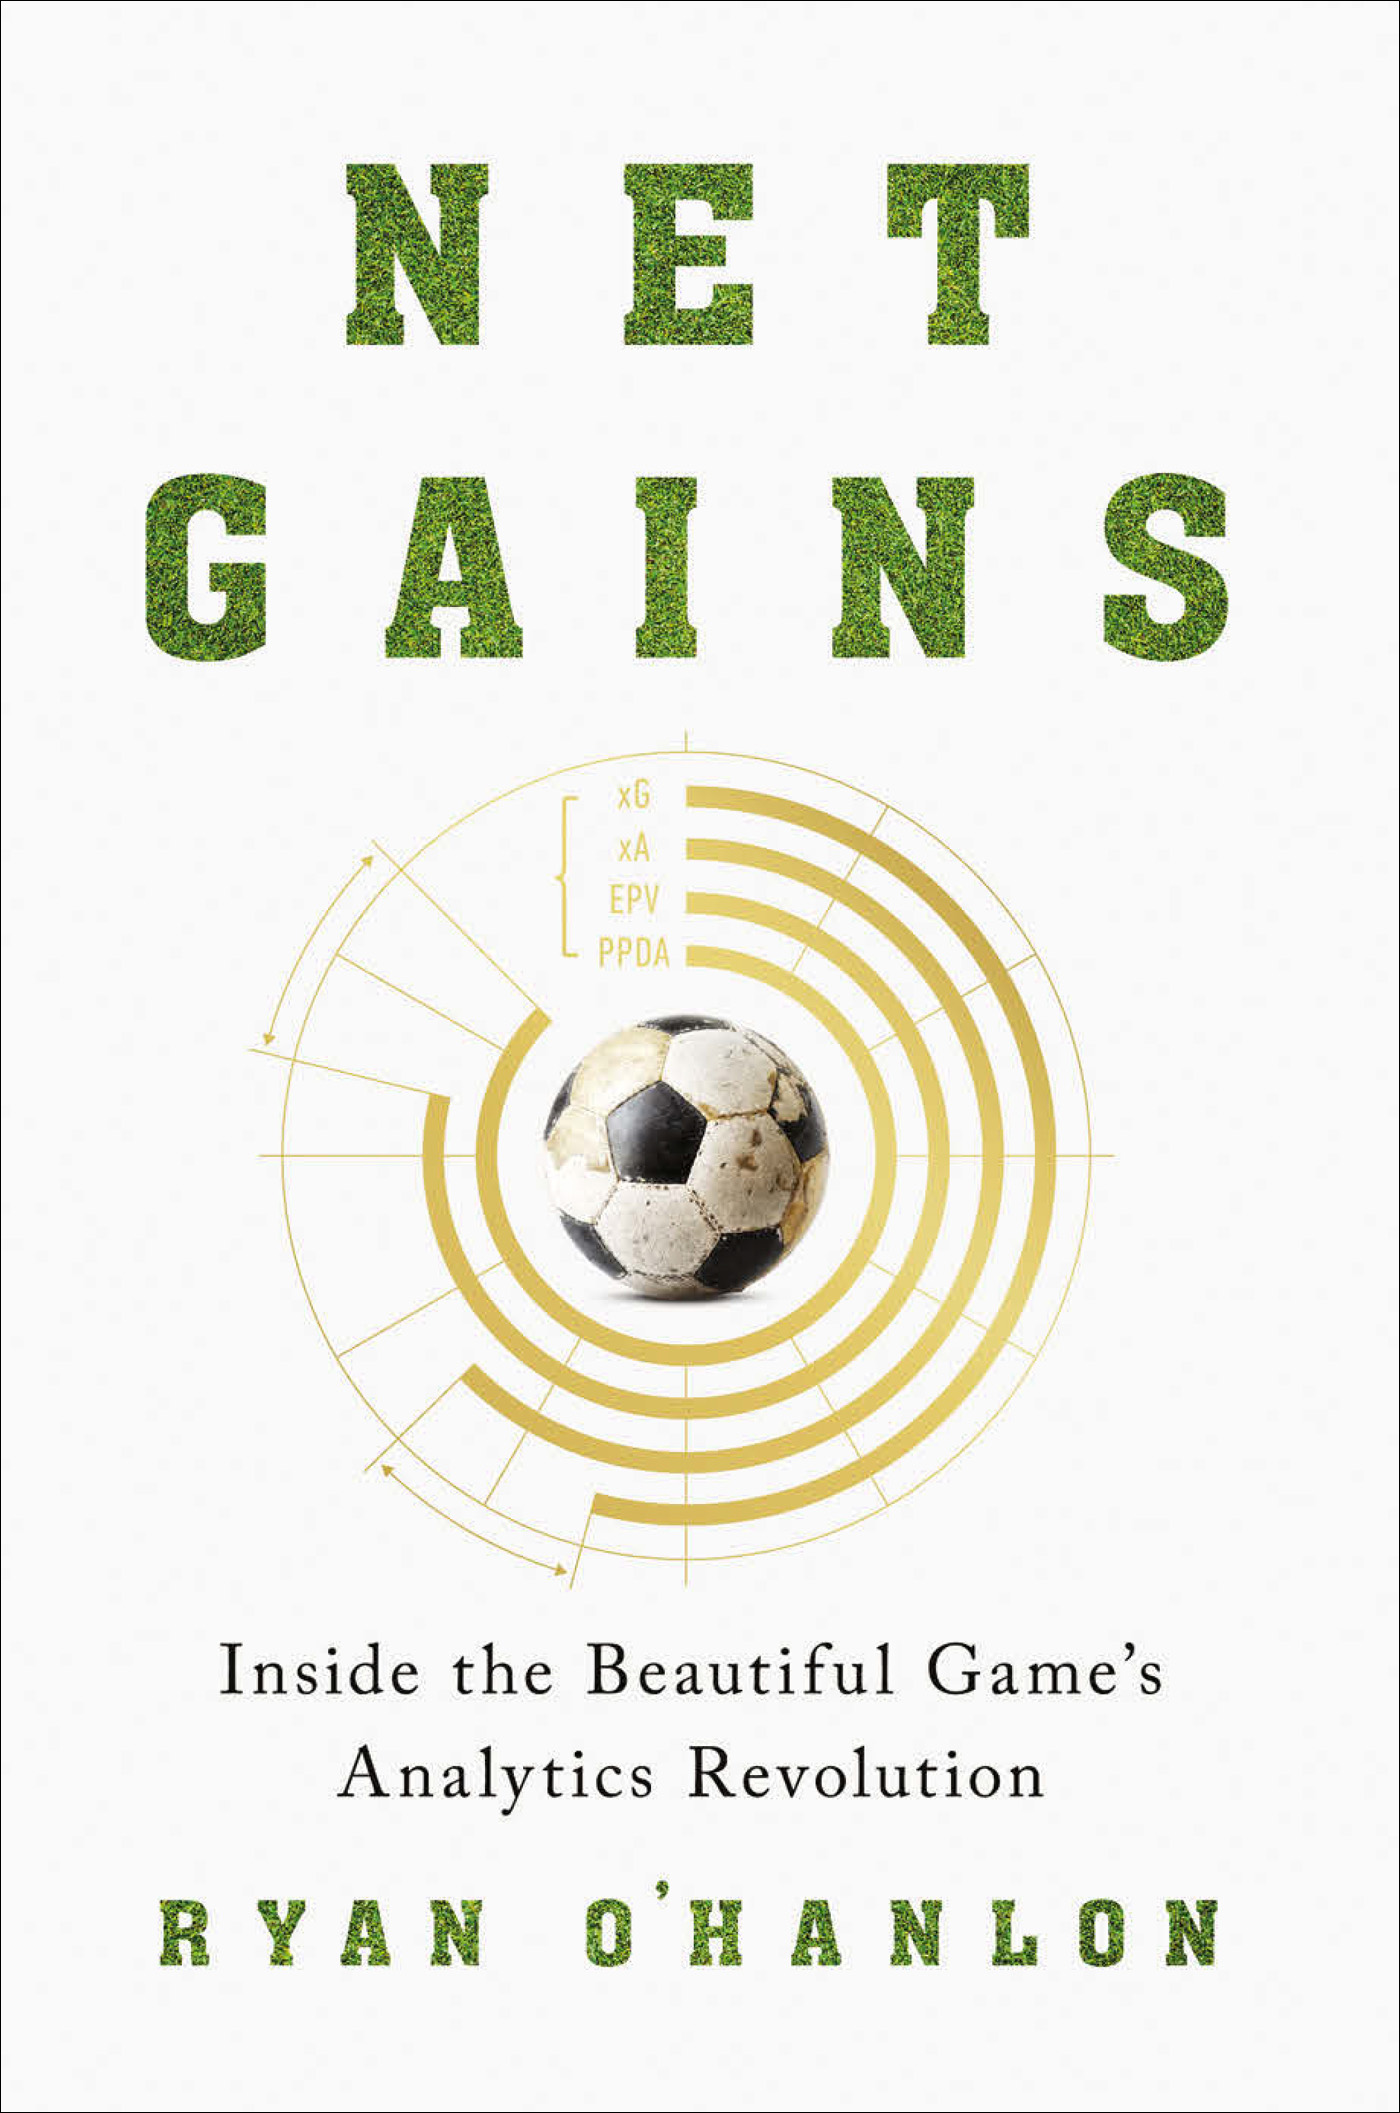 NET
GAINS
xG
xA
EPV
PPDA
Inside the Beautiful Game’s
Analytics Revolution
RYAN O’HANLON